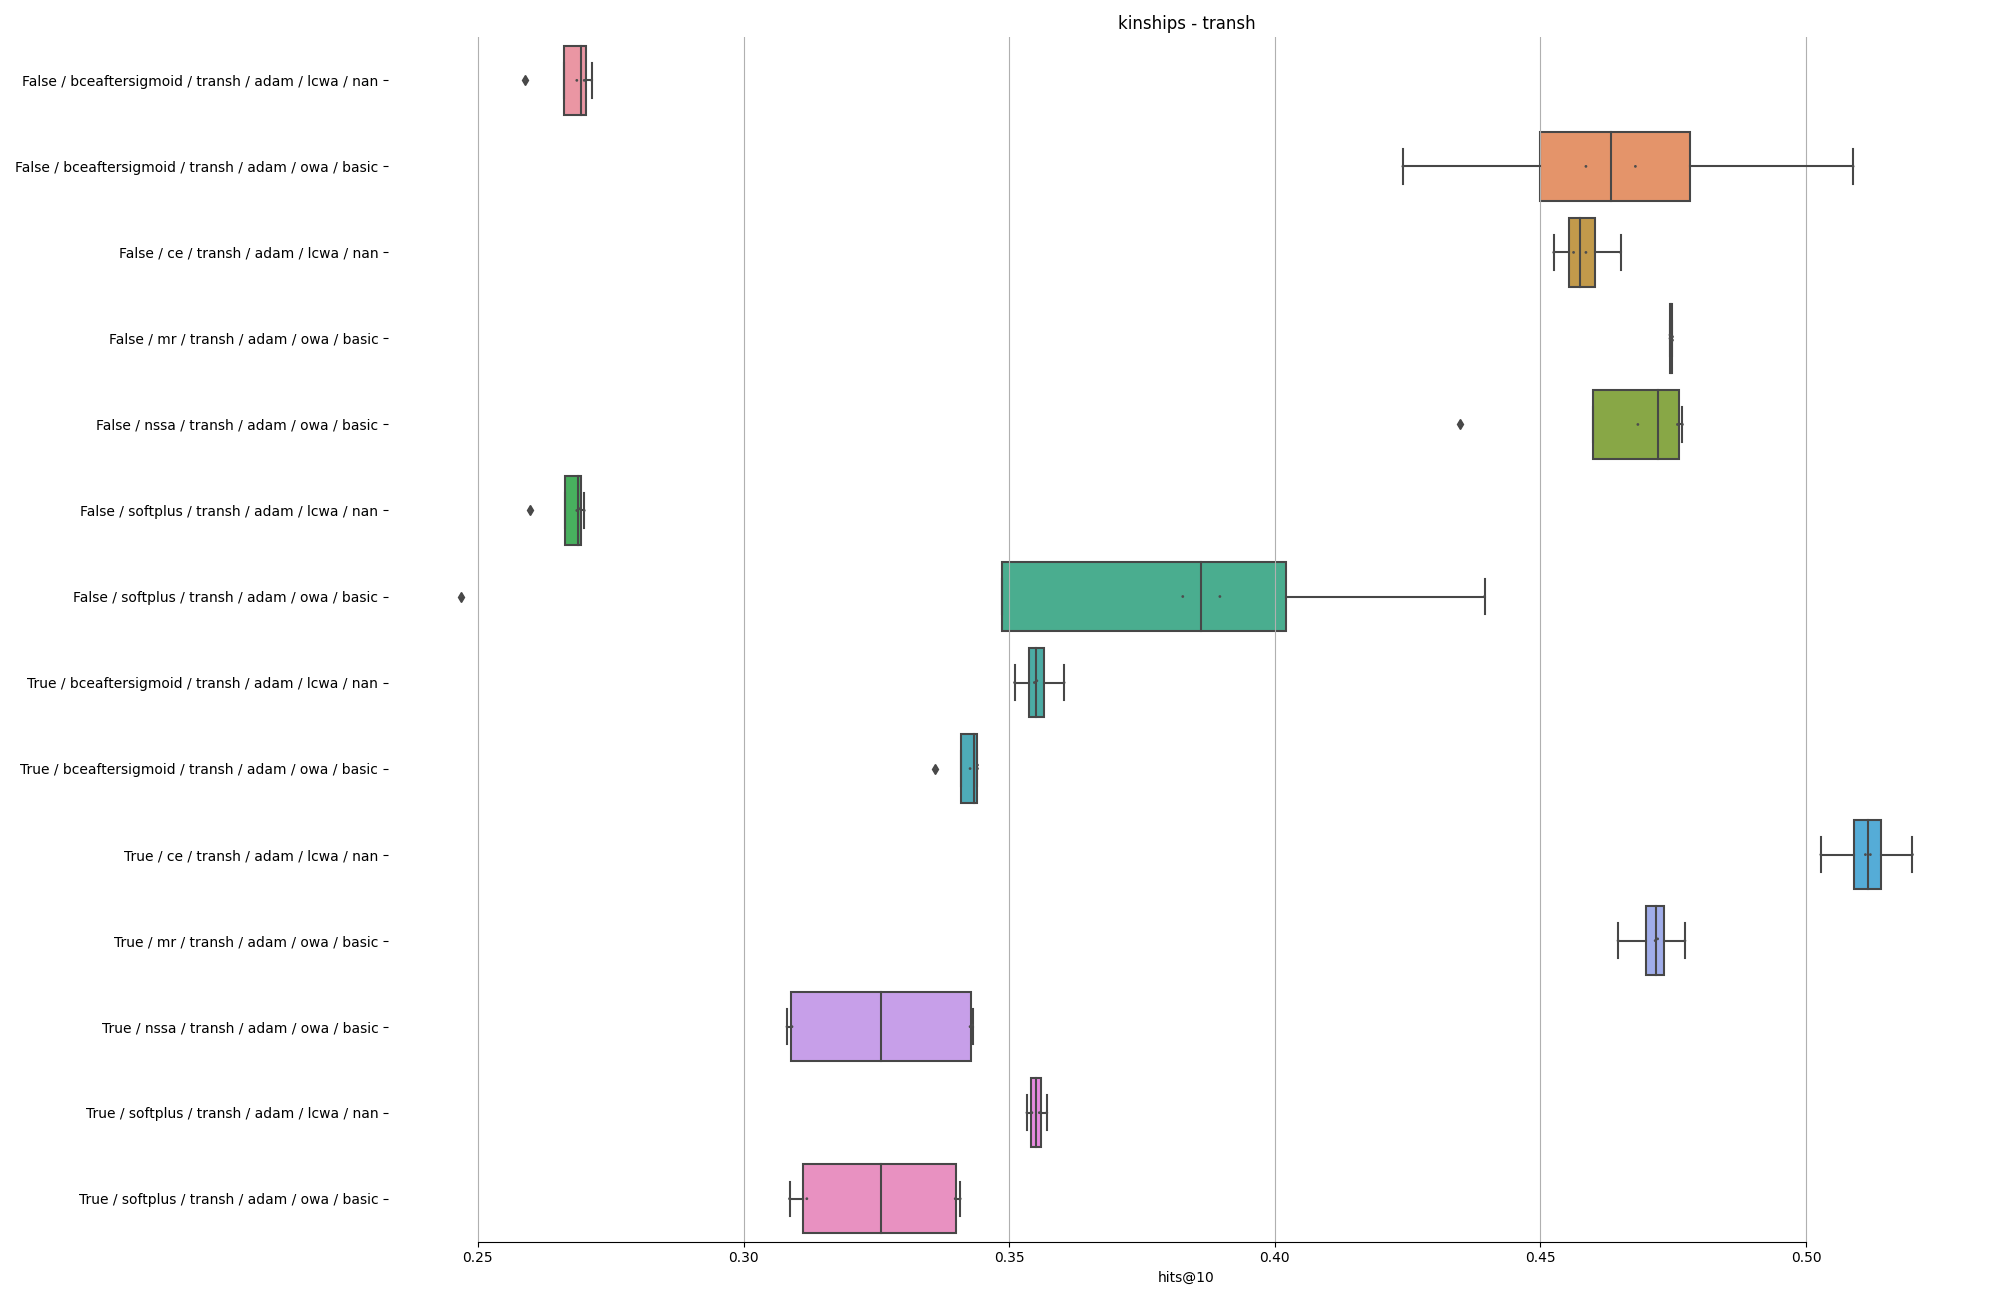 kinships - transh
False / bceaftersigmoid / transh / adam / lcwa / nan
False / bceaftersigmoid / transh / adam / owa / basic
False / ce / transh / adam / lcwa / nan
False / mr / transh / adam / owa / basic
False / nssa / transh / adam / owa / basic
False / softplus / transh / adam / lcwa / nan
False / softplus / transh / adam / owa / basic
True / bceaftersigmoid / transh / adam / lcwa / nan
True / bceaftersigmoid / transh / adam / owa / basic
True / ce / transh / adam / lcwa / nan
True / mr / transh / adam / owa / basic
True / nssa / transh / adam / owa / basic
True / softplus / transh / adam / lcwa / nan
True / softplus / transh / adam / owa / basic
0.25 0.30 0.35 0.40 0.45 0.50
hits@10